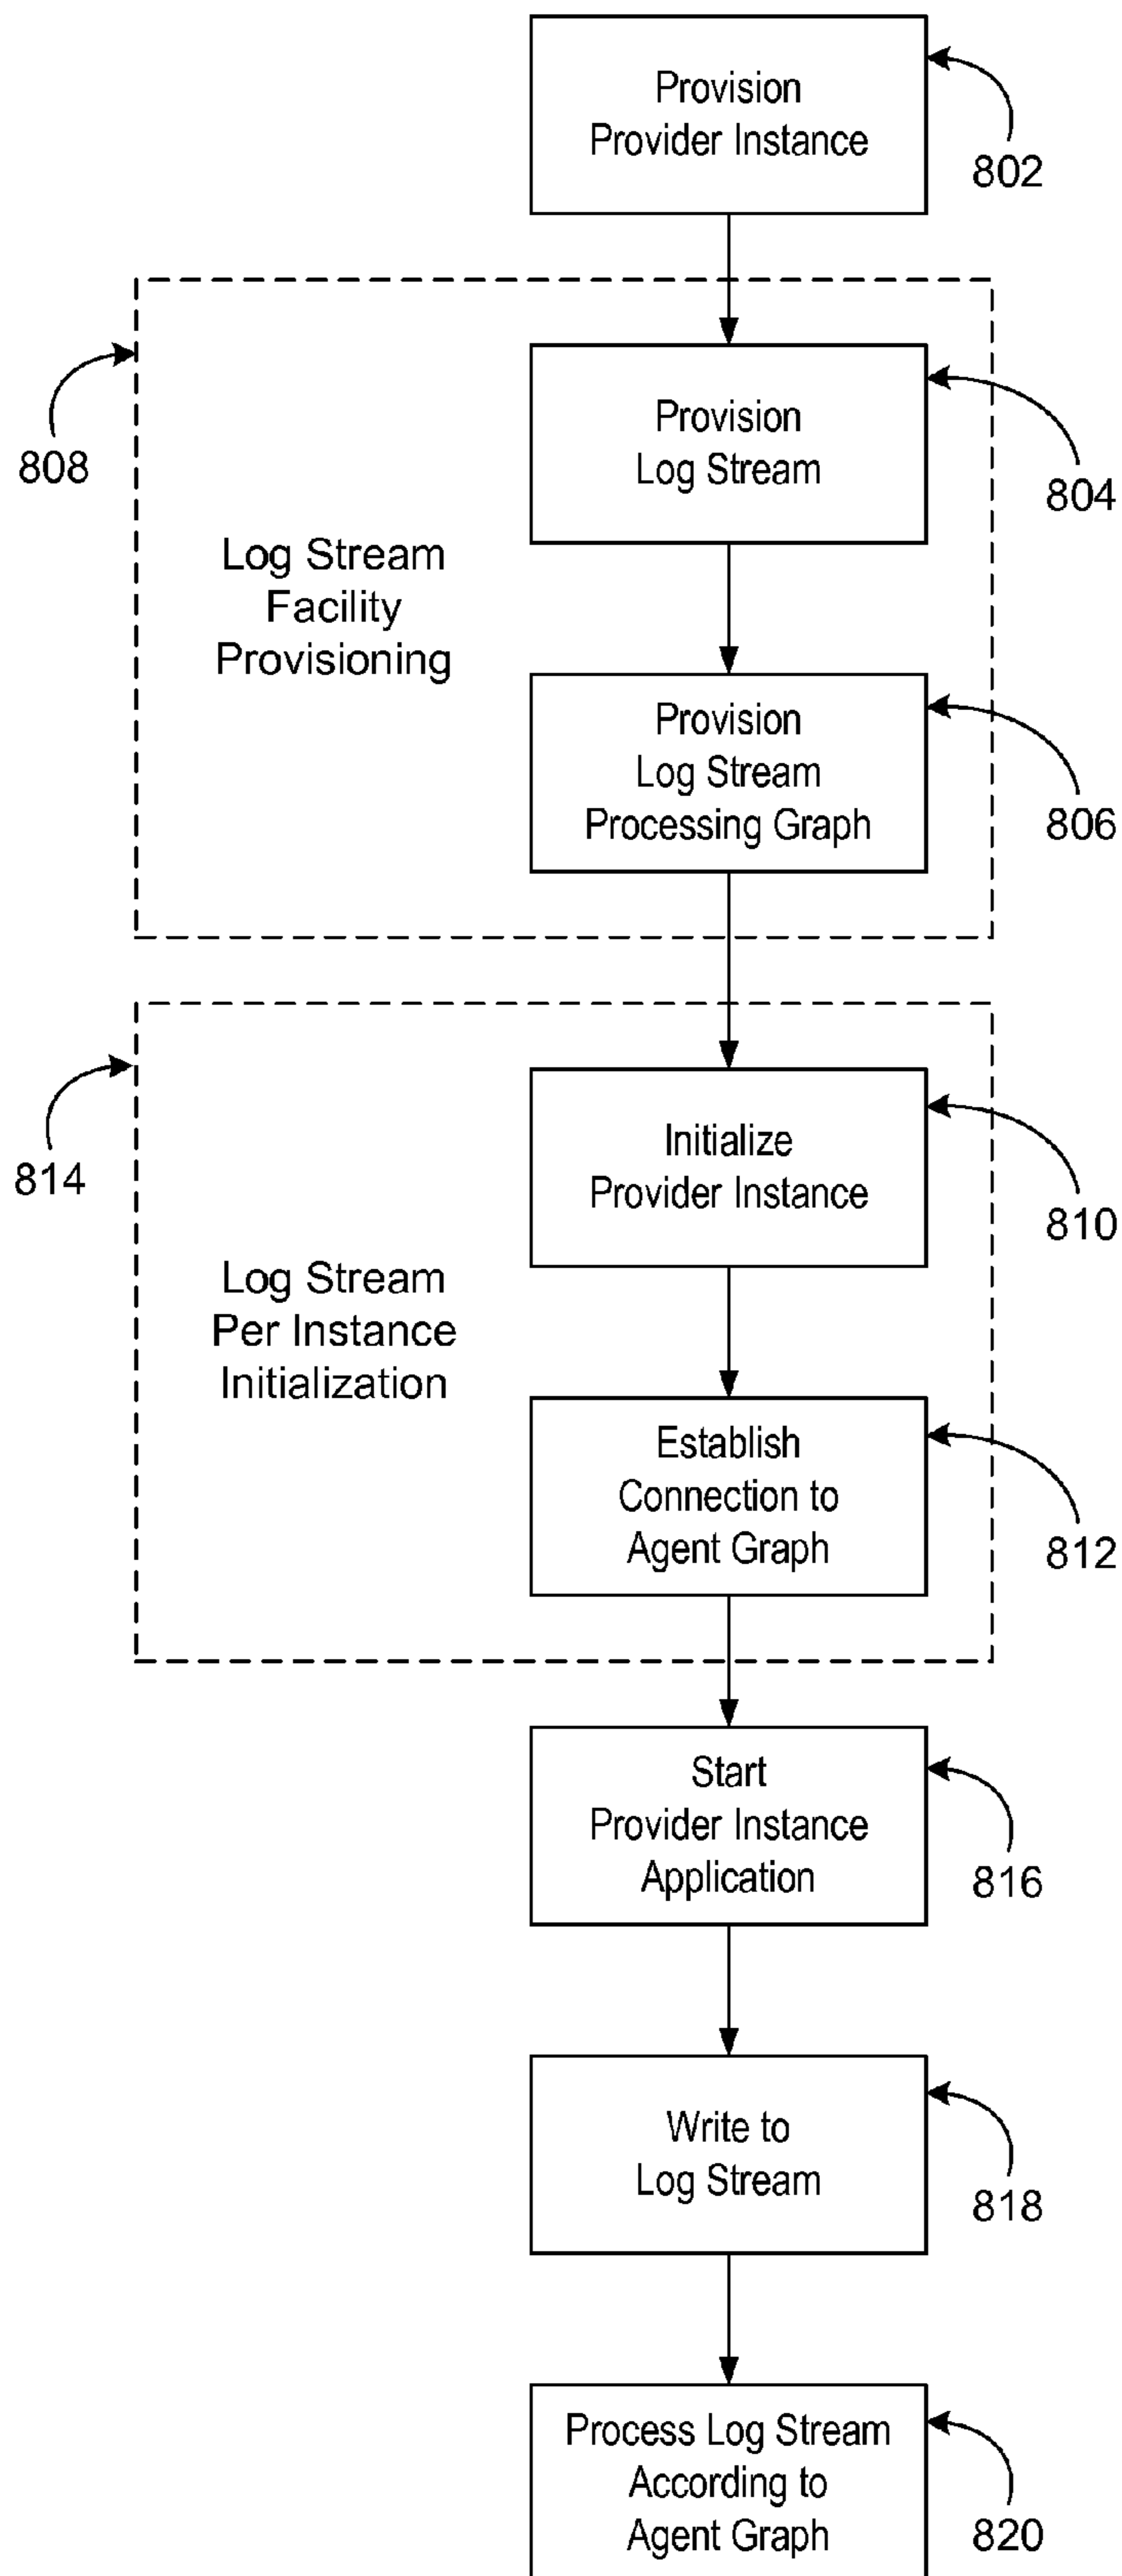 Provision
Provider Instance
802
Provision
Log Stream
804
808
Log Stream
Facility
Provisioning
Provision
Log Stream
Processing Graph
806
Initialize
Provider Instance
810
814
Log Stream
Per Instance
Initialization
Establish
Connection to
Agent Graph
812
Start
Provider Instance
Application
816
Write to
Log Stream
818
Process Log Stream
According to
Agent Graph
820